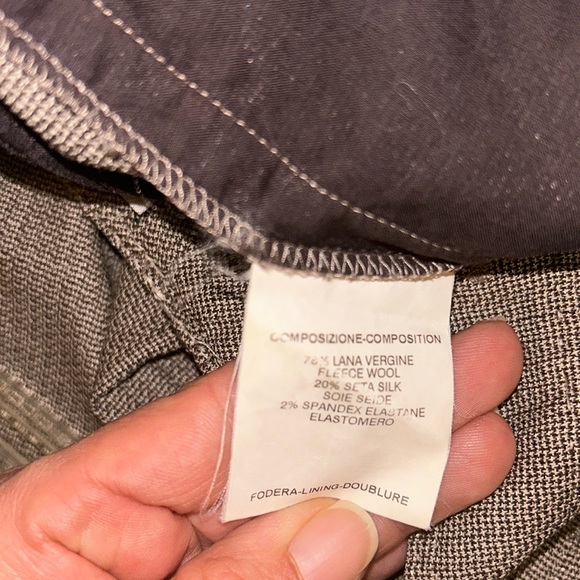 COMPOSIZIONE-COMPOSITION
78% LANA VERGINE
FLEECE WOOL
20% SETA SILK
SOIE SEIDE
2% SPANDEX ELASTANE
ELASTOMERO
FODERA-LINING-DOUBLURE